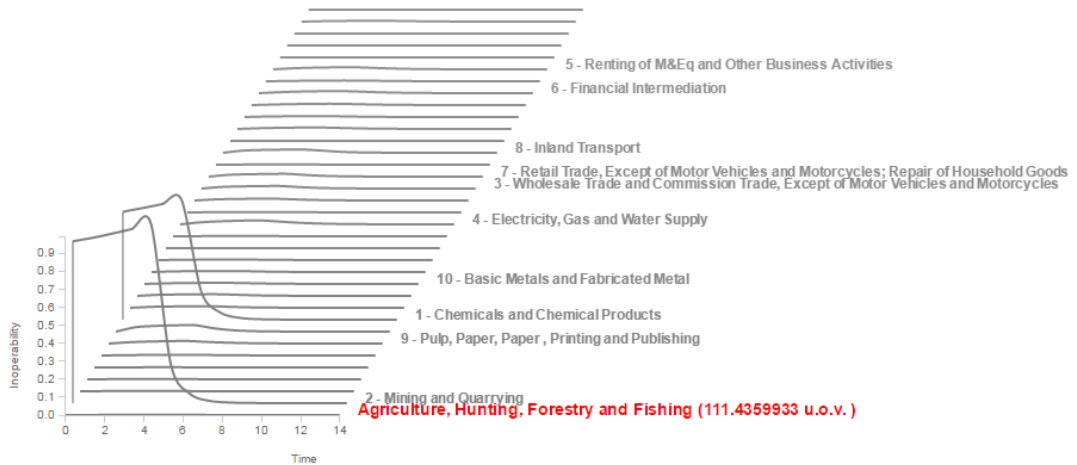 5 - Renting of M&Eq and Other Business Activities
6 - Financial Intermediation
8 - Inland Transport
7 - Retail Trade, Except of Motor Vehicles and Motorcycles; Repair of Household Goods
3 - Wholesale Trade and Commission Trade, Except of Motor Vehicles and Motorcycles
4 - Electricity, Gas and Water Supply
10 - Basic Metals and Fabricated Metal
1 - Chemicals and Chemical Products
9 - Pulp, Paper, Paper , Printing and Publishing
2 - Mining and Quarrying
Agriculture, Hunting, Forestry and Fishing (111.4359933 u.o.v. )
Inoperability
0.9
0.8
0.7
0.6
0.5
0.4
0.3
0.2
0.1
0.0
0 2 4 6 8 10 12 14
Time